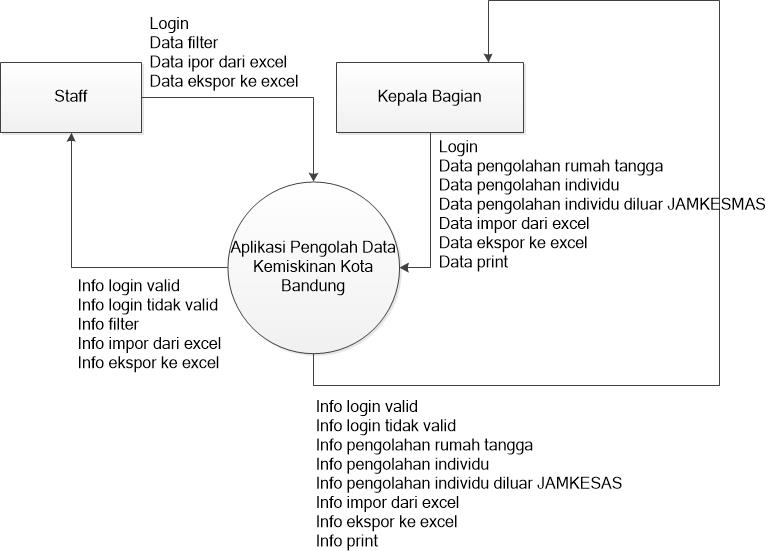 Login
Data filter
Data ipor dari excel
Data ekspor ke excel
Staff
Kepala Bagian
Login
Data pengolahan rumah tangga
Data pengolahan individu
Data pengolahan individu diluar JAMKESMAS
Data impor dari excel
Data ekspor ke excel
Data print
Aplikasi Pengolah Data
Kemiskinan Kota
Bandung
Info login valid
Info login tidak valid
Info filter
Info impor dari excel
Info ekspor ke excel
Info login valid
Info login tidak valid
Info pengolahan rumah tangga
Info pengolahan individu
Info pengolahan individu diluar JAMKESAS
Info impor dari excel
Info ekspor ke excel
Info print